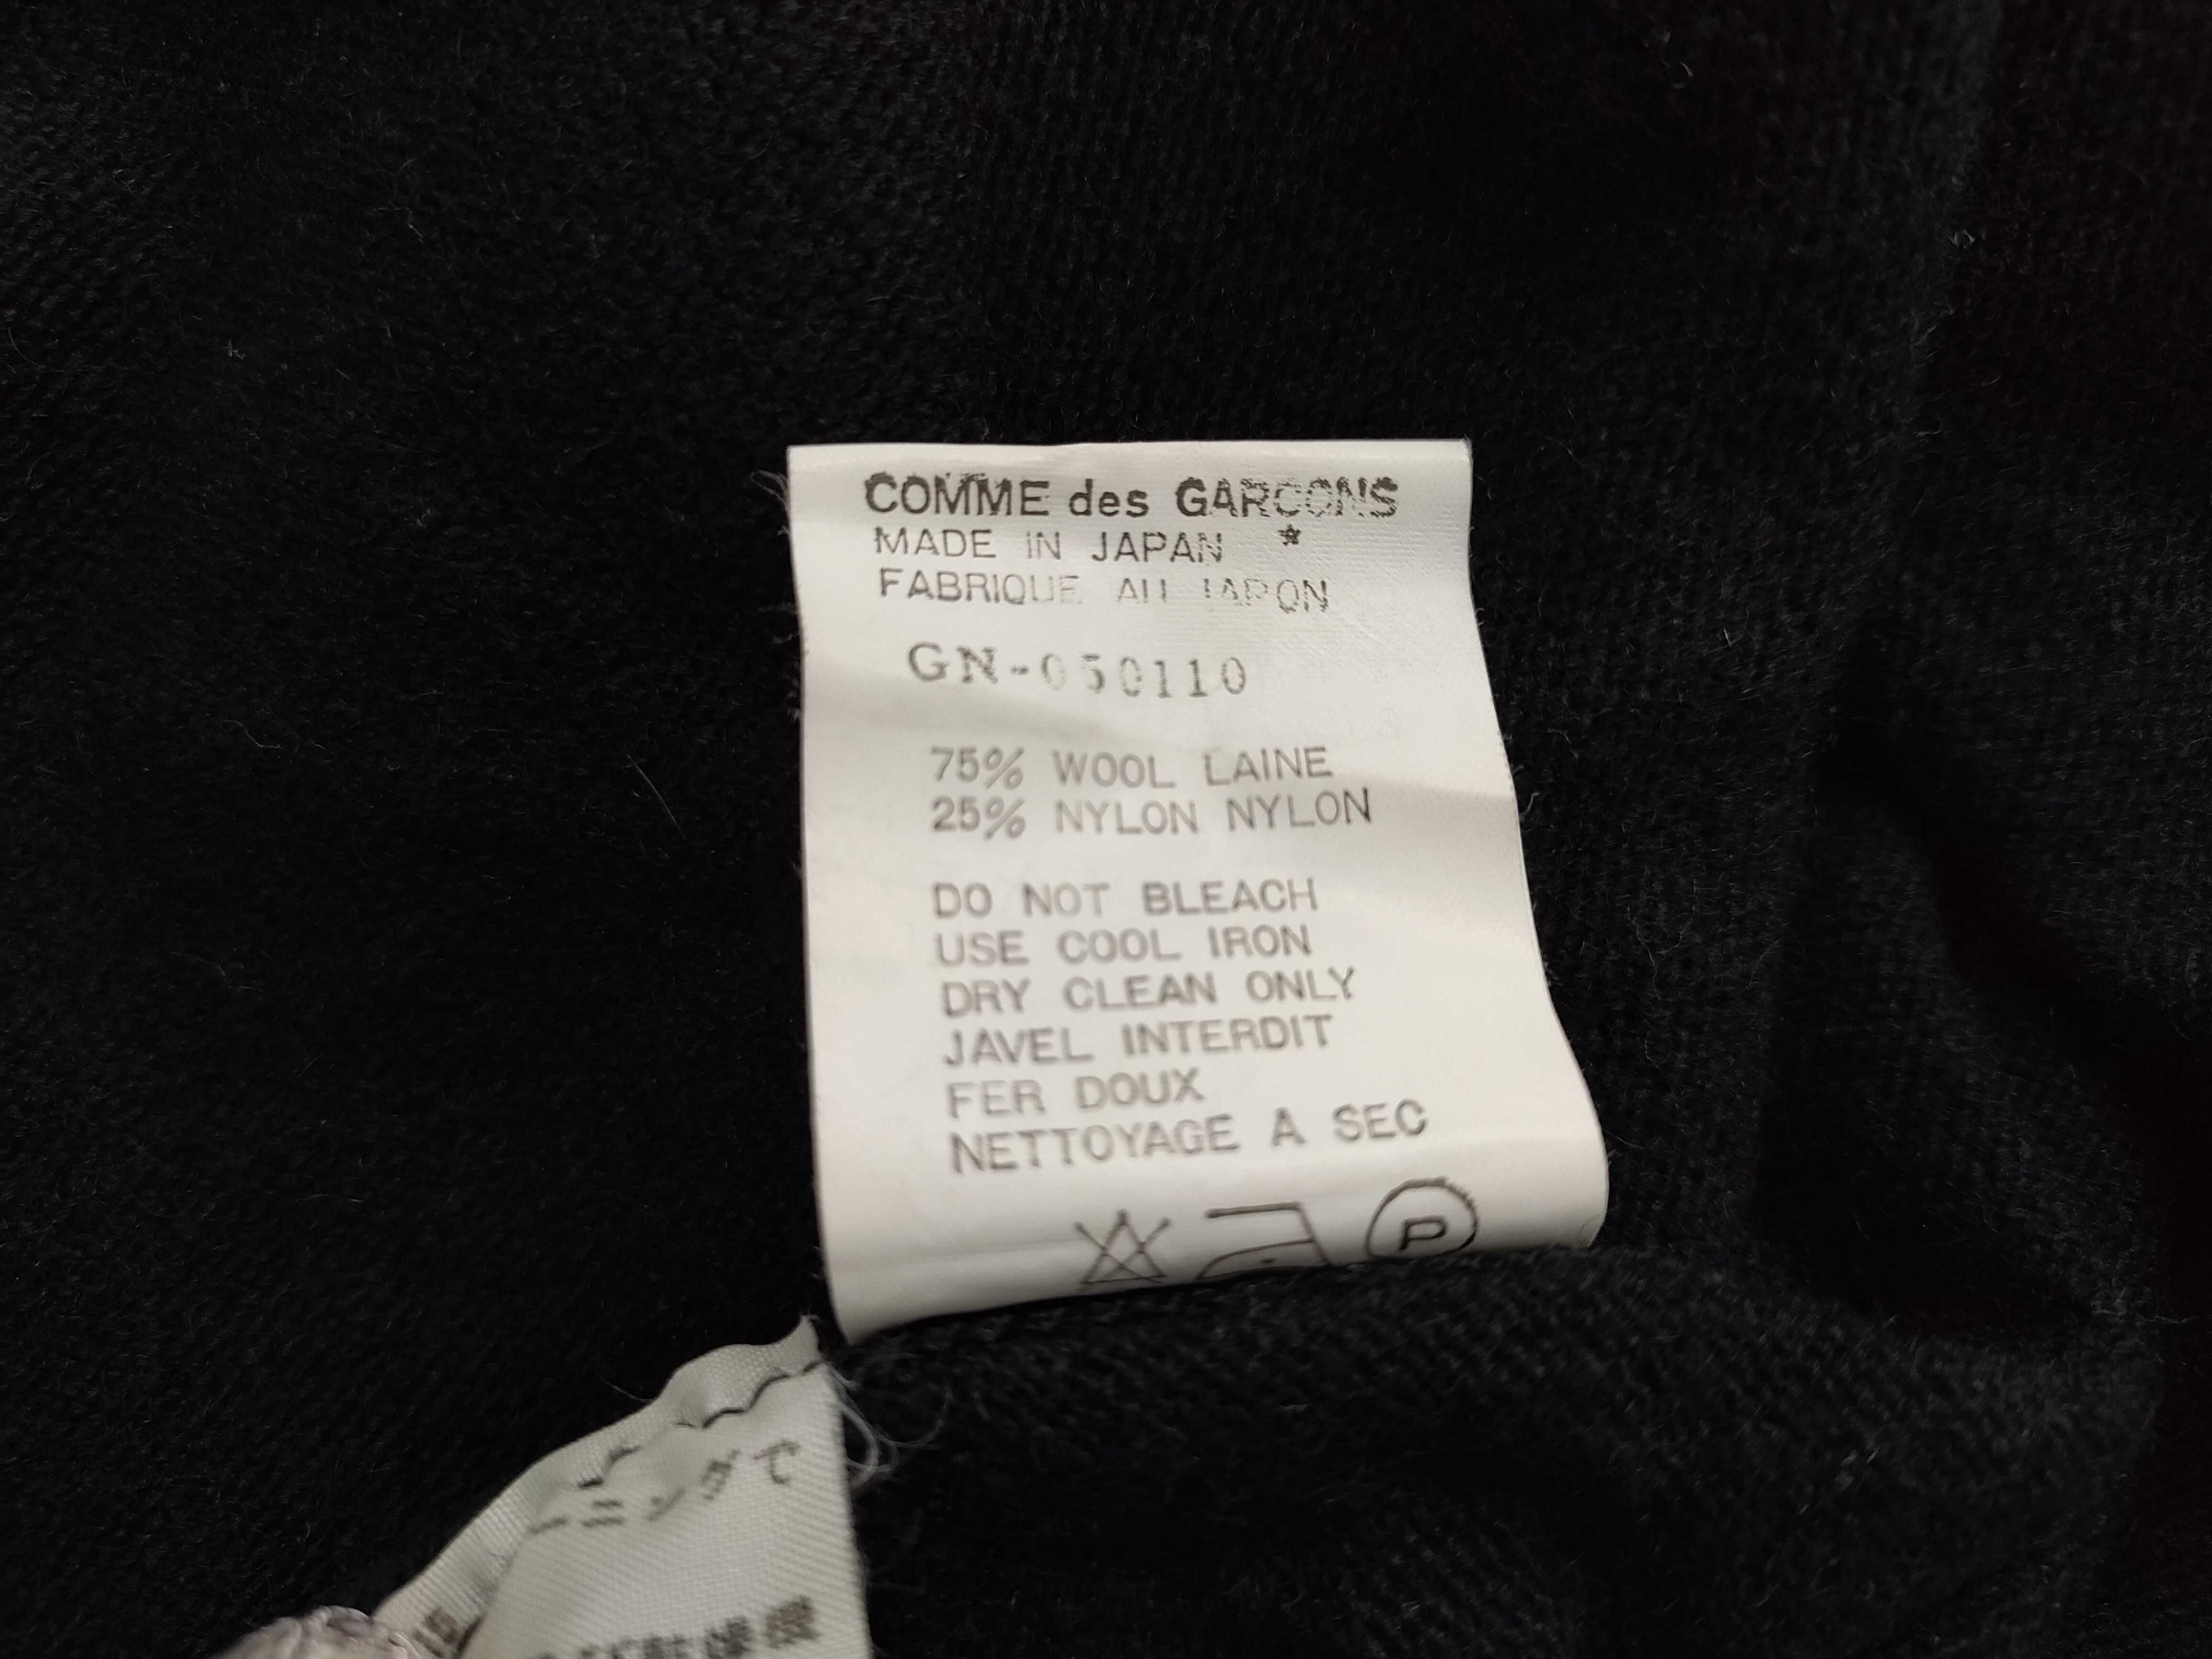 COMME des GARCONS
MADE IN JAPAN *
FABRIQUE AU JAPON
GN-050110
75% WOOL LAINE
25% NYLON NYLON
DO NOT BLEACH
USE COOL IRON
DRY CLEAN ONLY
JAVEL INTERDIT
FER DOUX
NETTOYAGE A SEC
P
ーニングで